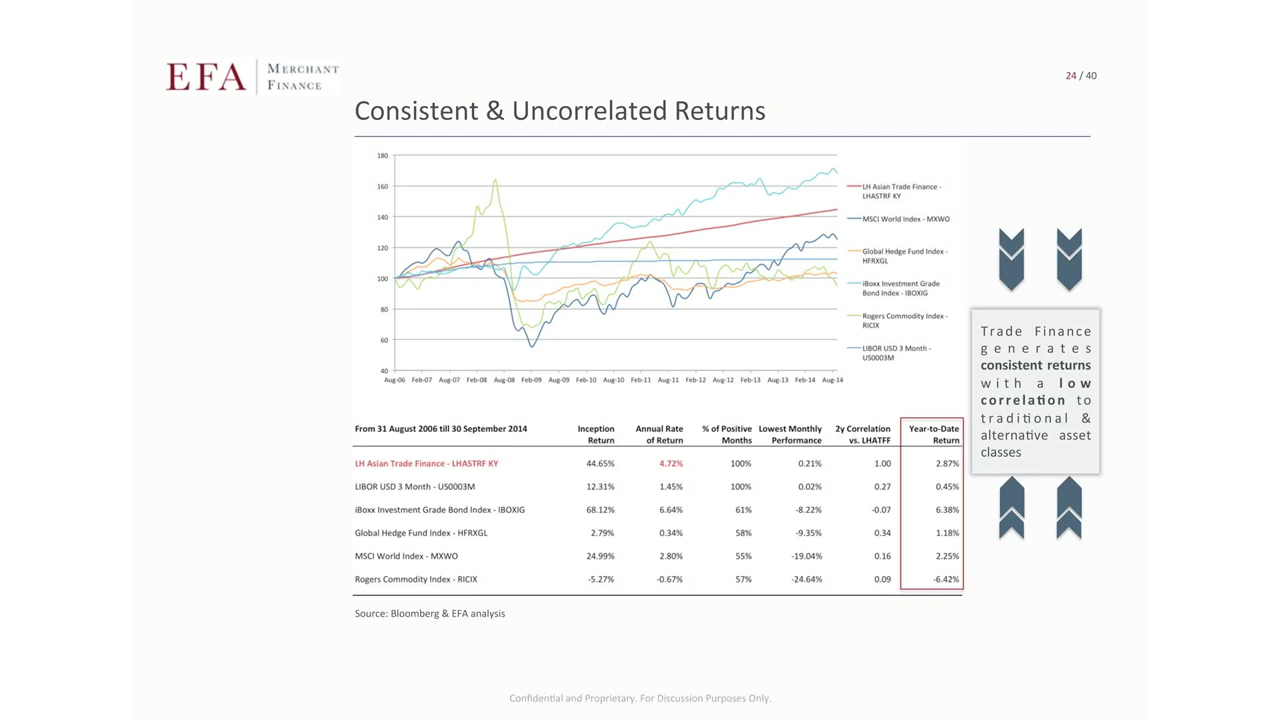 EFA MERCHANT
FINANCE
24 / 40
Consistent & Uncorrelated Returns
180
160
140
120
100
80
60
40
Aug-06 Feb-07 Aug-07 Feb-08 Aug-08 Feb-09 Aug-09 Feb-10 Aug-10 Feb-11 Aug-11 Feb-12 Aug-12 Feb-13 Aug-13 Feb-14 Aug-14
LH Asian Trade Finance -
LHASTRF KY
MSCI World Index - MXWO
Global Hedge Fund Index -
HFRXGL
iBoxx Investment Grade
Bond Index - IBOXIG
Rogers Commodity Index -
RICIX
LIBOR USD 3 Month -
US0003M
Trade Finance
generates
consistent returns
with a low
correlation to
traditional &
alternative asset
classes
From 31 August 2006 till 30 September 2014 Inception Annual Rate % of Positive Lowest Monthly 2y Correlation Year-to-Date
Return of Return Months Performance vs. LHATFF Return
LH Asian Trade Finance - LHASTRF KY 44.65% 4.72% 100% 0.21% 1.00 2.87%
LIBOR USD 3 Month - US0003M 12.31% 1.45% 100% 0.02% 0.27 0.45%
iBoxx Investment Grade Bond Index - IBOXIG 68.12% 6.64% 61% -8.22% -0.07 6.38%
Global Hedge Fund Index - HFRXGL 2.79% 0.34% 58% -9.35% 0.34 1.18%
MSCI World Index - MXWO 24.99% 2.80% 55% -19.04% 0.16 2.25%
Rogers Commodity Index - RICIX -5.27% -0.67% 57% -24.64% 0.09 -6.42%
Source: Bloomberg & EFA analysis
Confidential and Proprietary. For Discussion Purposes Only.